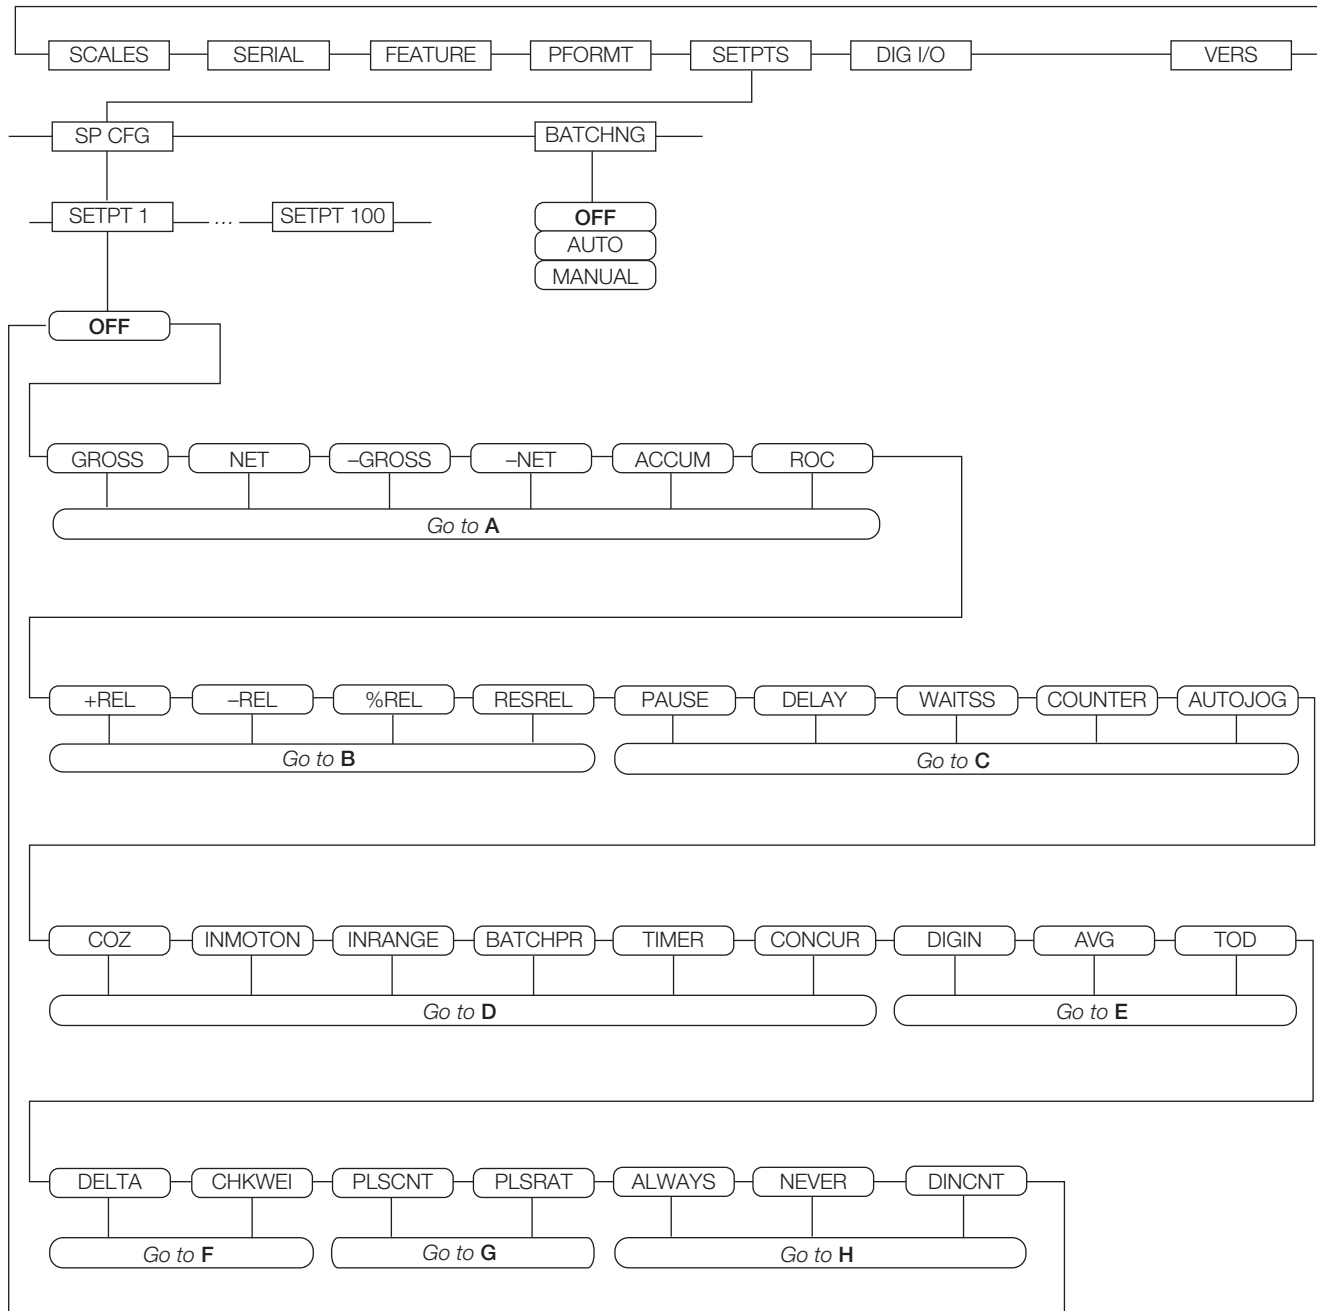 SCALES SERIAL FEATURE PFORMT SETPTS DIG I/O VERS
SP CFG BATCHNG
SETPT 1 ... SETPT 100
OFF
AUTO
MANUAL
OFF
GROSS NET –GROSS –NET ACCUM ROC
Go to A
+REL –REL %REL RESREL PAUSE DELAY WAITSS COUNTER AUTOJOG
Go to B Go to C
COZ INMOTON INRANGE BATCHPR TIMER CONCUR DIGIN AVG TOD
Go to D Go to E
DELTA CHKWEI PLSCNT PLSRAT ALWAYS NEVER DINCNT
Go to F Go to G Go to H